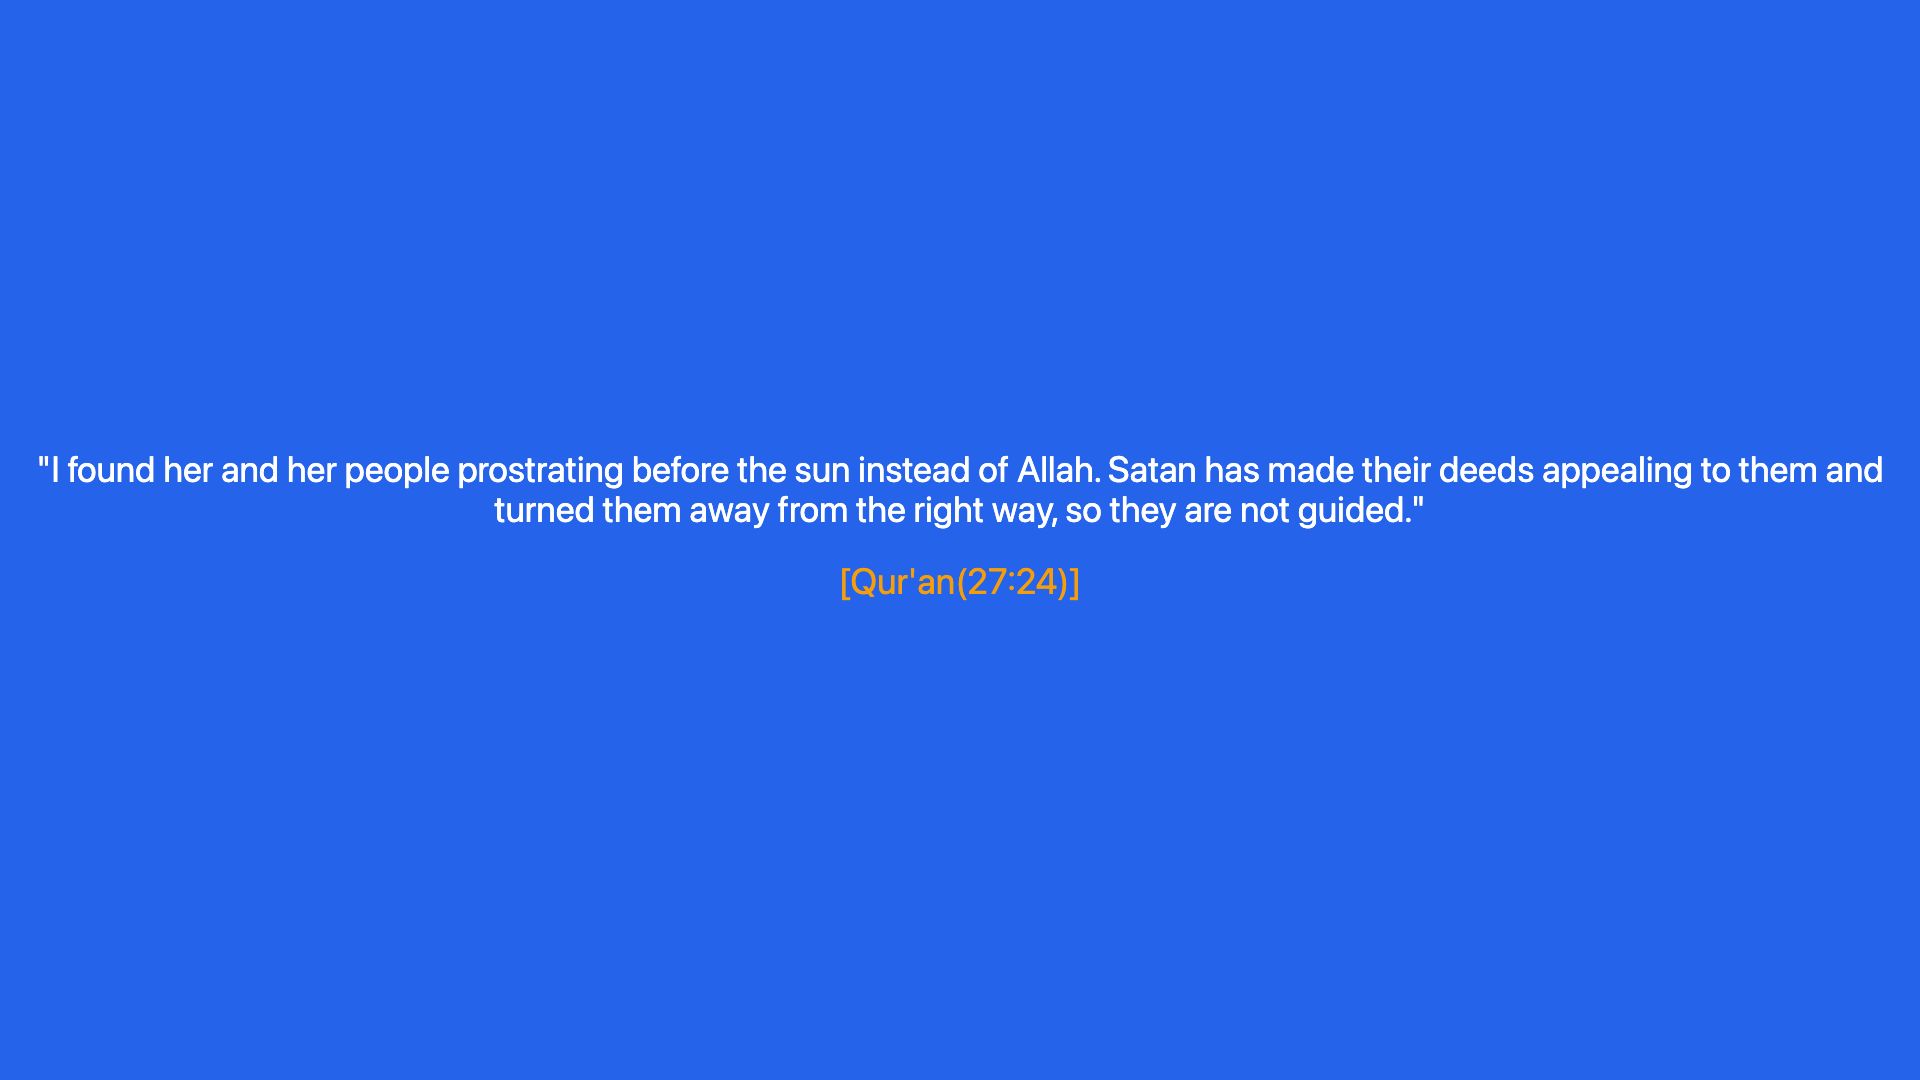 "I found her and her people prostrating before the sun instead of Allah. Satan has made their deeds appealing to them and
turned them away from the right way, so they are not guided."
[Qur'an(27:24)]